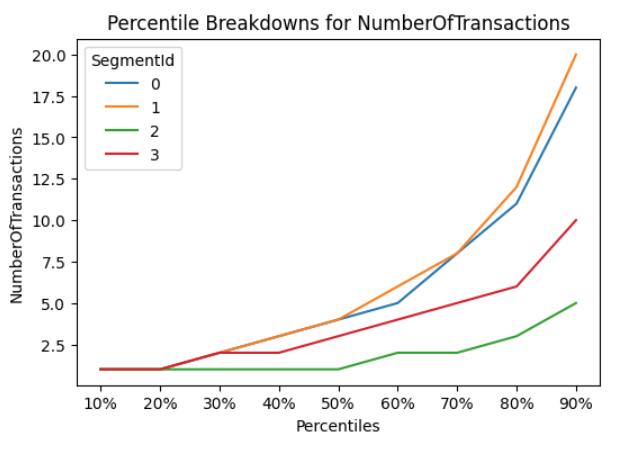 Percentile Breakdowns for NumberOfTransactions
NumberOfTransactions
20.0
17.5
15.0
12.5
10.0
7.5
5.0
2.5
SegmentId
0
1
2
3
10% 20% 30% 40% 50% 60% 70% 80% 90%
Percentiles